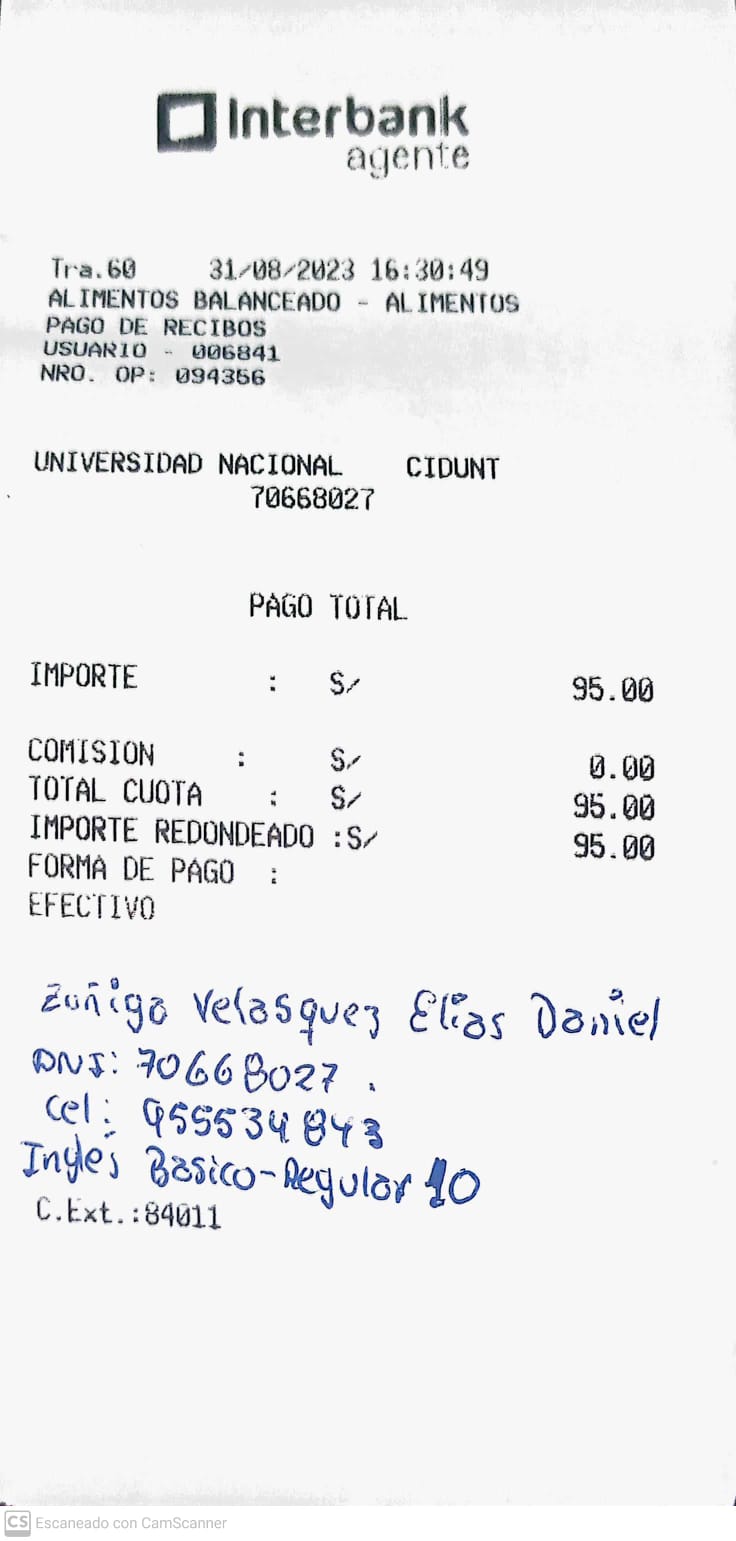 Interbank
agente
Tra.60 31/08/2023 16:30:49
ALIMENTOS BALANCEADO - ALIMENTOS
PAGO DE RECIBOS
USUARIO - 006841
NRO. OP: 094356
UNIVERSIDAD NACIONAL CIDUNT
70668027
PAGO TOTAL
IMPORTE : S/ 95.00
COMISION : S/ 0.00
TOTAL CUOTA : S/ 95.00
IMPORTE REDONDEADO :S/ 95.00
FORMA DE PAGO :
EFECTIVO
Zuñiga Velasquez Elias Daniel
DNI: 70668027.
Cel: 955534843
Inglés Basico-Regular 10
C.Ext.:84011
CS Escaneado con CamScanner